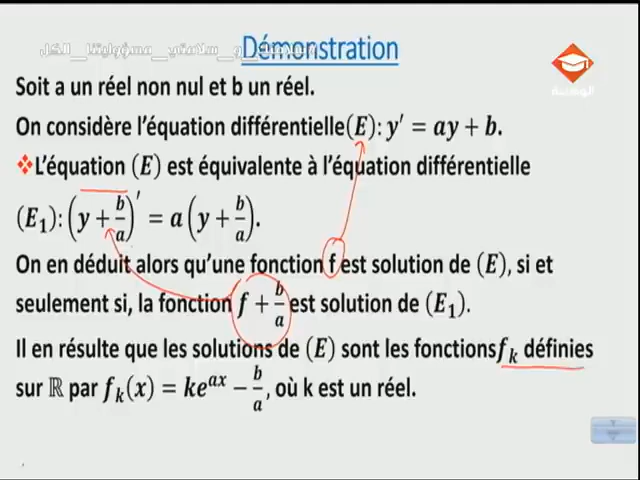 Démonstration
الوطنية
Soit a un réel non nul et b un réel.
On considère l'équation différentielle(E): y′ = ay + b.
❖L'équation (E) est équivalente à l'équation différentielle
(E₁): (y + b/a)′ = a(y + b/a).
On en déduit alors qu'une fonction f est solution de (E), si et
seulement si, la fonction f + b/a est solution de (E₁).
Il en résulte que les solutions de (E) sont les fonctions f_k définies
sur ℝ par f_k(x) = ke^{ax} − b/a, où k est un réel.